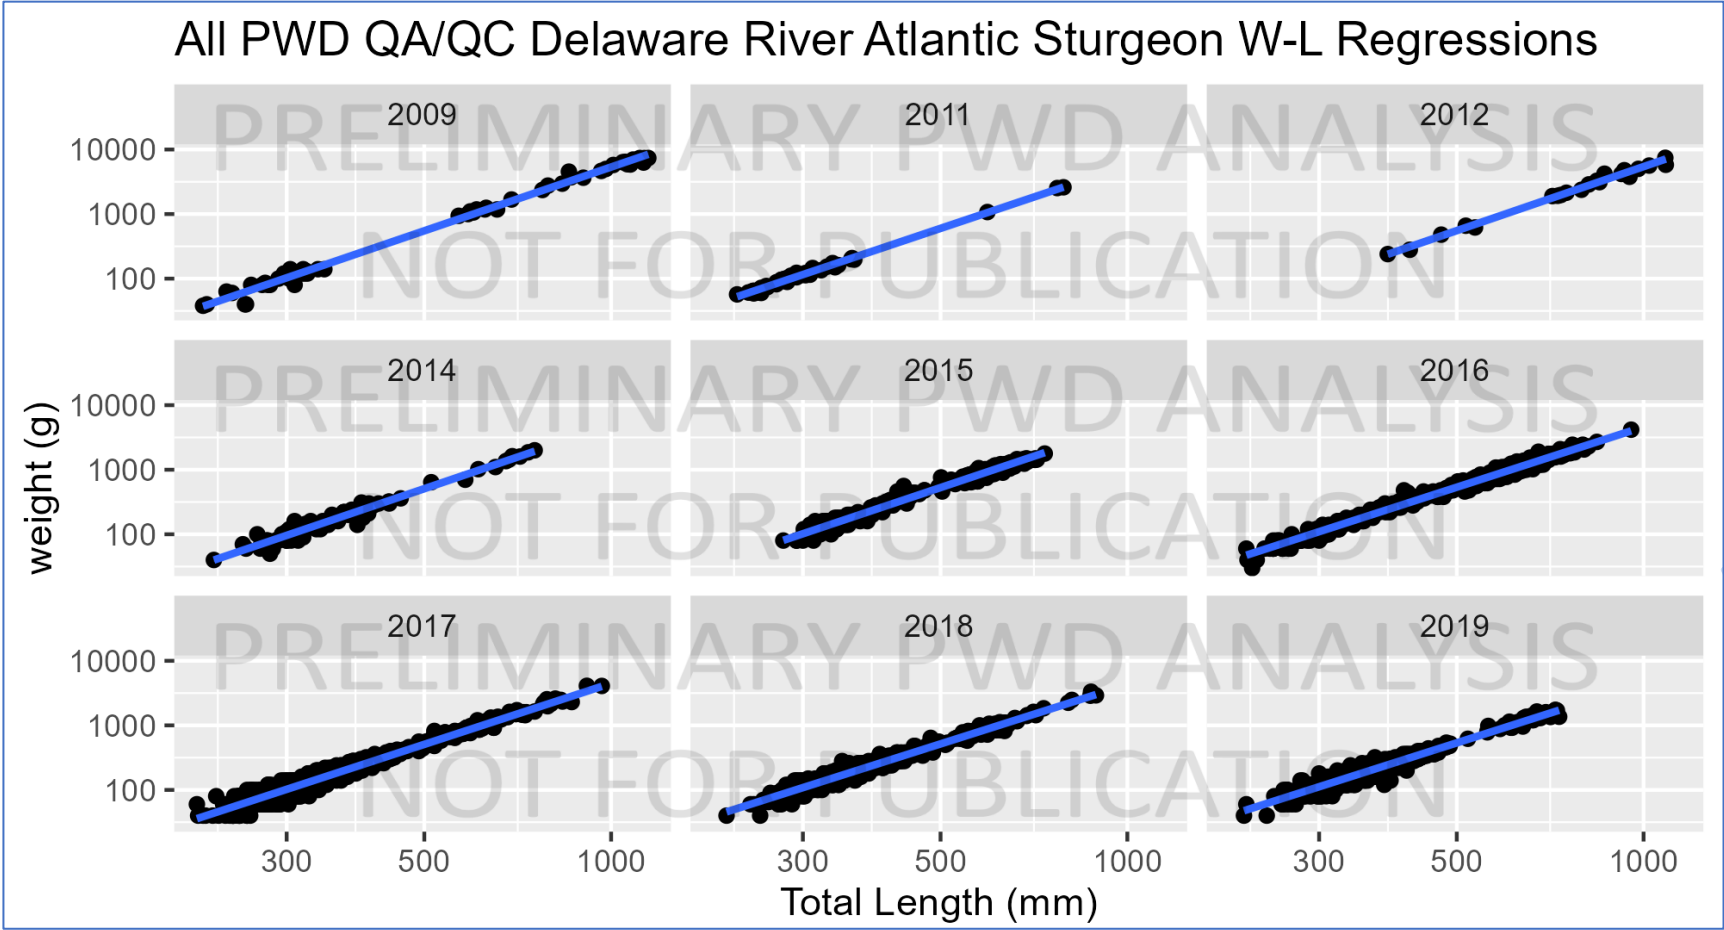 All PWD QA/QC Delaware River Atlantic Sturgeon W-L Regressions
2009 2011 2012
PRELIMINARY PWD ANALYSIS
NOT FOR PUBLICATION
10000
1000
100
2014 2015 2016
PRELIMINARY PWD ANALYSIS
NOT FOR PUBLICATION
10000
1000
100
weight (g)
2017 2018 2019
PRELIMINARY PWD ANALYSIS
NOT FOR PUBLICATION
10000
1000
100
300 500 1000 300 500 1000 300 500 1000
Total Length (mm)